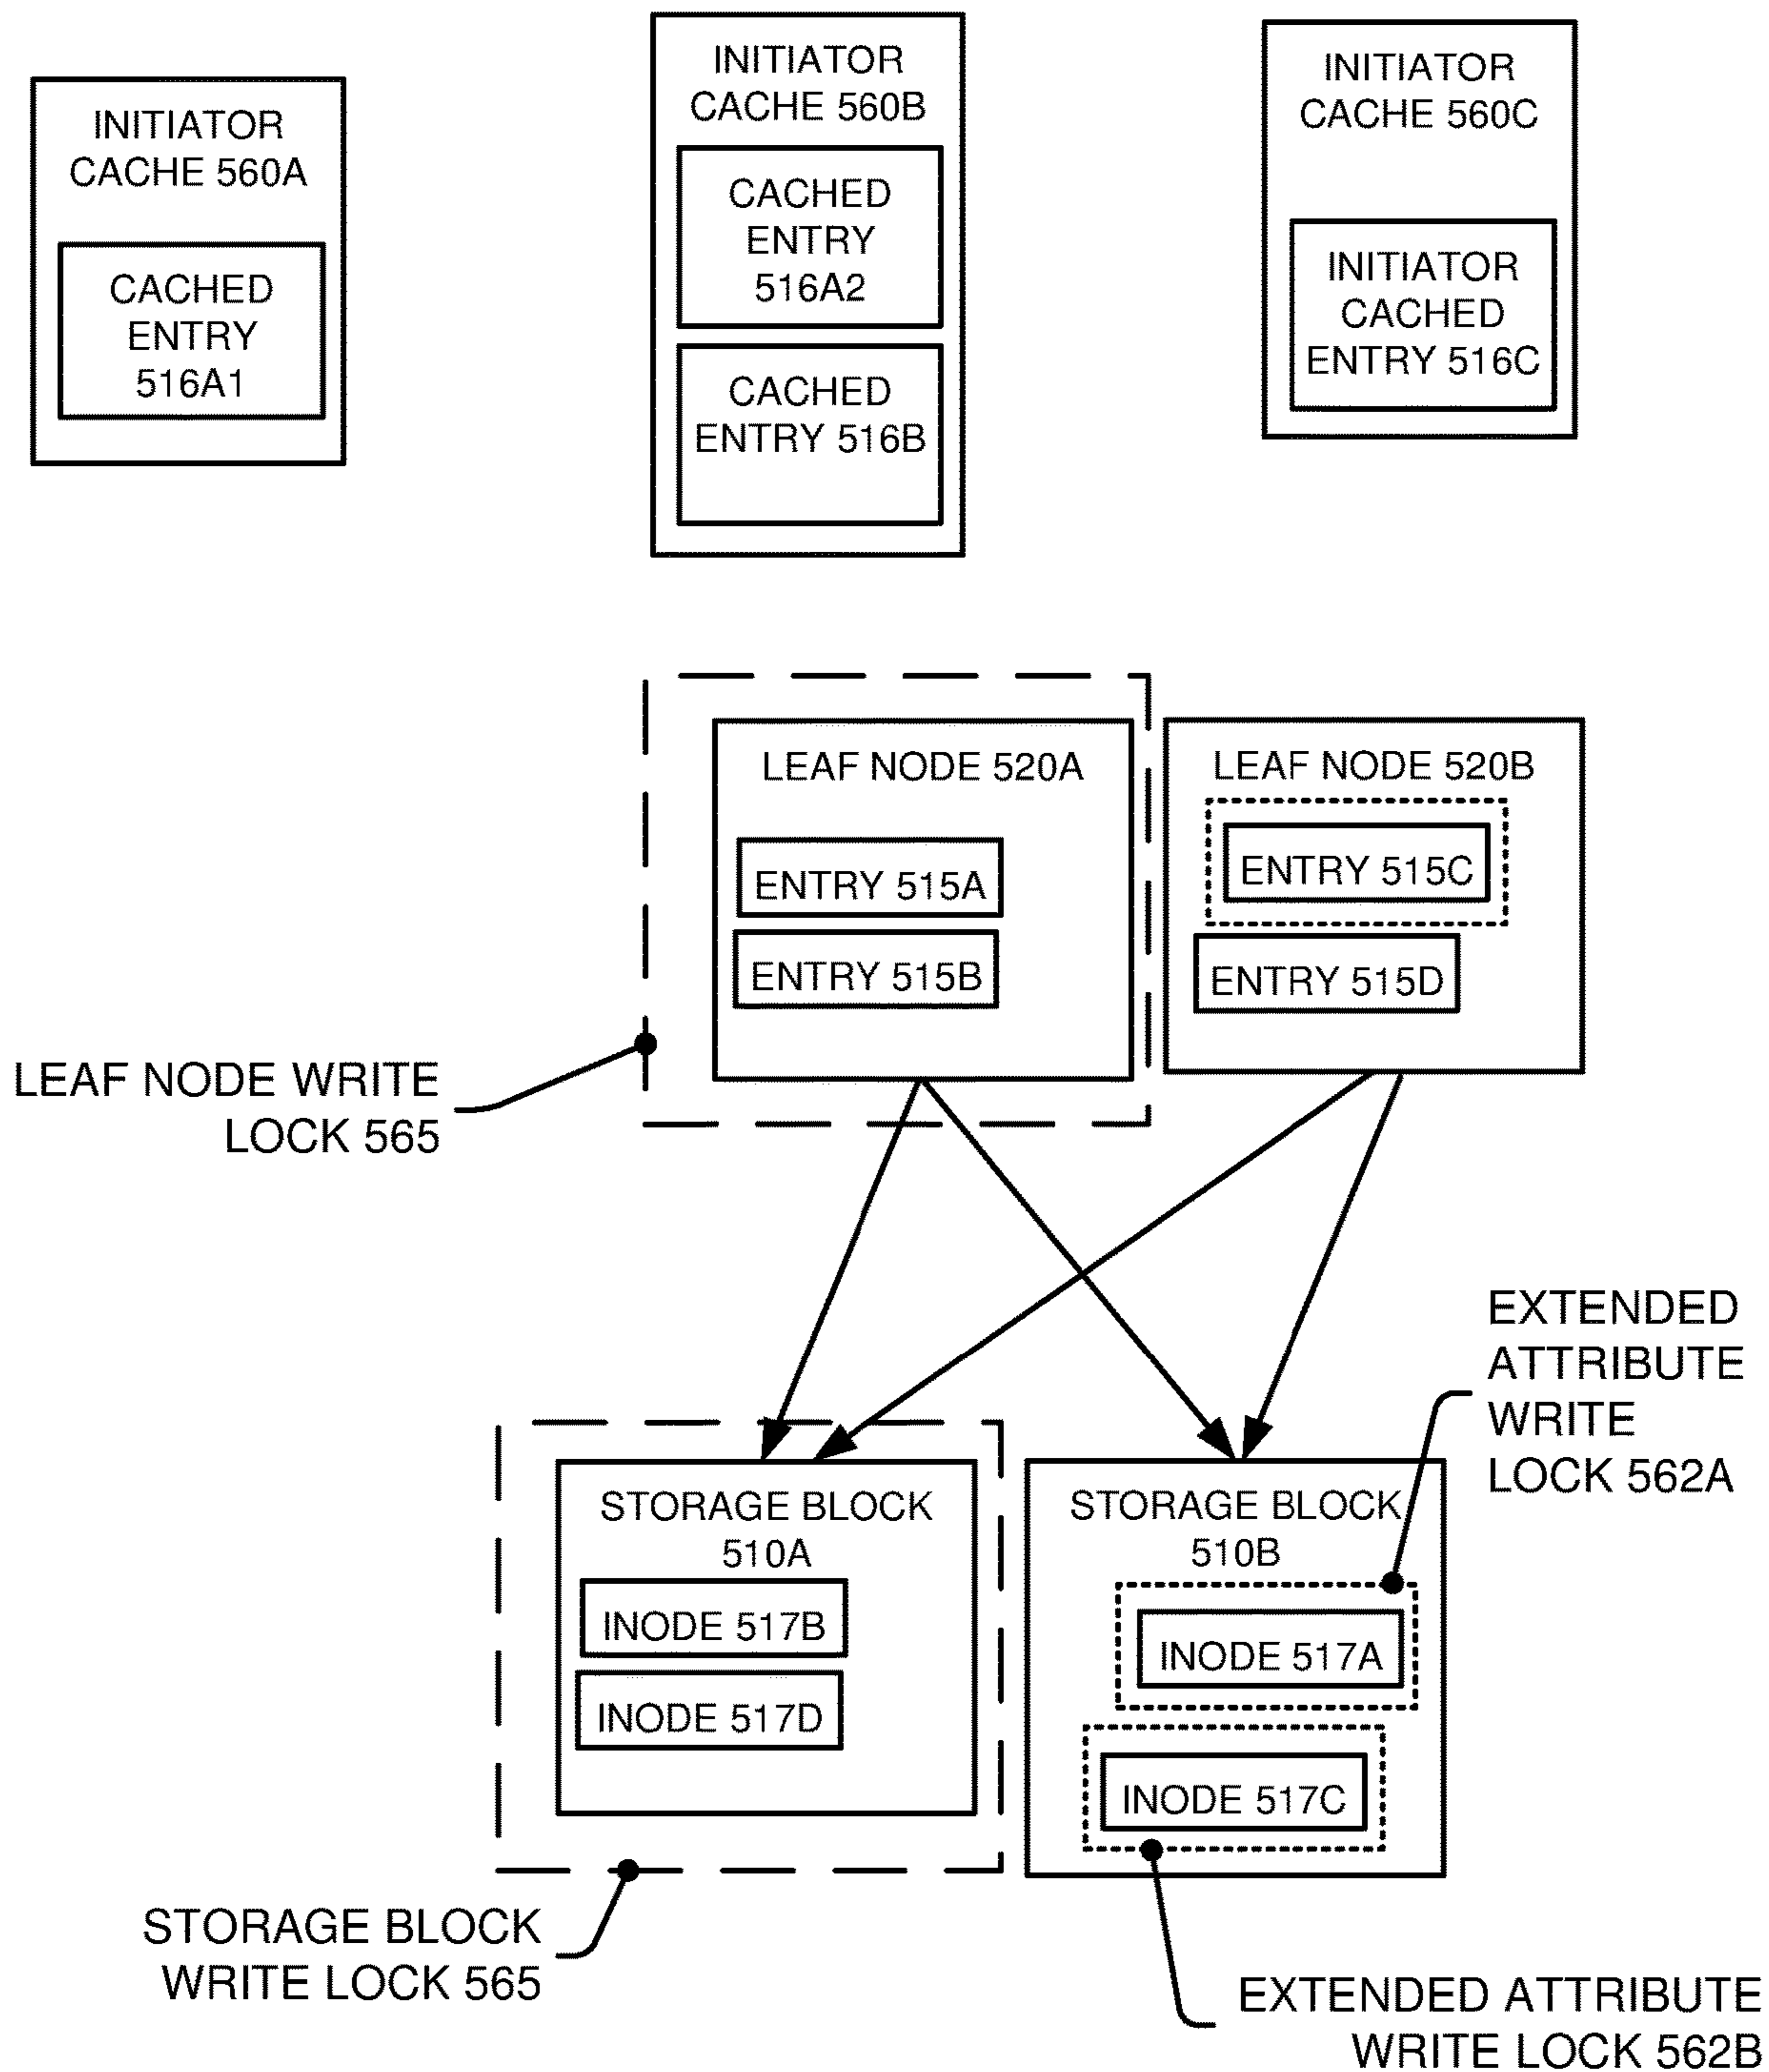 INITIATOR
CACHE 560A
CACHED
ENTRY
516A1
INITIATOR
CACHE 560B
CACHED
ENTRY
516A2
CACHED
ENTRY 516B
INITIATOR
CACHE 560C
INITIATOR
CACHED
ENTRY 516C
LEAF NODE 520A
ENTRY 515A
ENTRY 515B
LEAF NODE 520B
ENTRY 515C
ENTRY 515D
LEAF NODE WRITE
LOCK 565
EXTENDED
ATTRIBUTE
WRITE
LOCK 562A
STORAGE BLOCK
510A
INODE 517B
INODE 517D
STORAGE BLOCK
510B
INODE 517A
INODE 517C
STORAGE BLOCK
WRITE LOCK 565
EXTENDED ATTRIBUTE
WRITE LOCK 562B